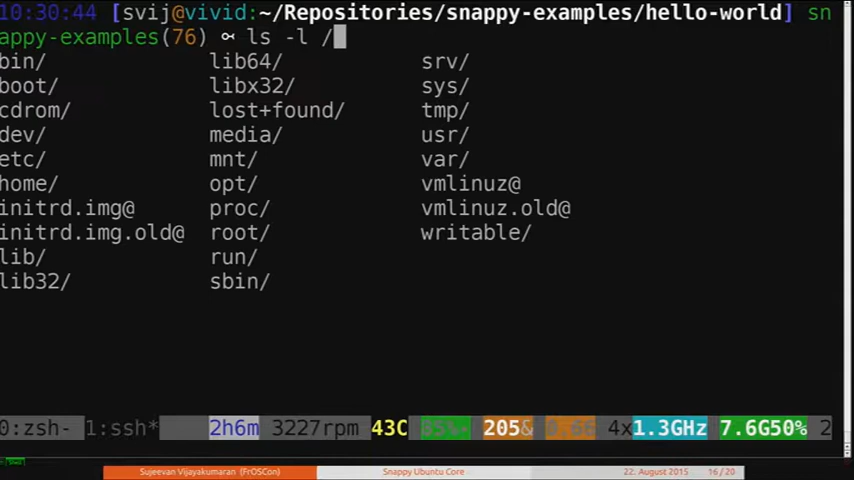 10:30:44 [svij@vivid:~/Repositories/snappy-examples/hello-world] sn
appy-examples(76) ⚯ ls -l /
bin/ lib64/ srv/
boot/ libx32/ sys/
cdrom/ lost+found/ tmp/
dev/ media/ usr/
etc/ mnt/ var/
home/ opt/ vmlinuz@
initrd.img@ proc/ vmlinuz.old@
initrd.img.old@ root/ writable/
lib/ run/
lib32/ sbin/
0:zsh- 1:ssh* 2h6m 3227rpm 43C 205& 0.66 4x1.3GHz 7.6G50% 2
Sujeevan Vijayakumaran (FrOSCon) Snappy Ubuntu Core 22. August 2015 16 / 20